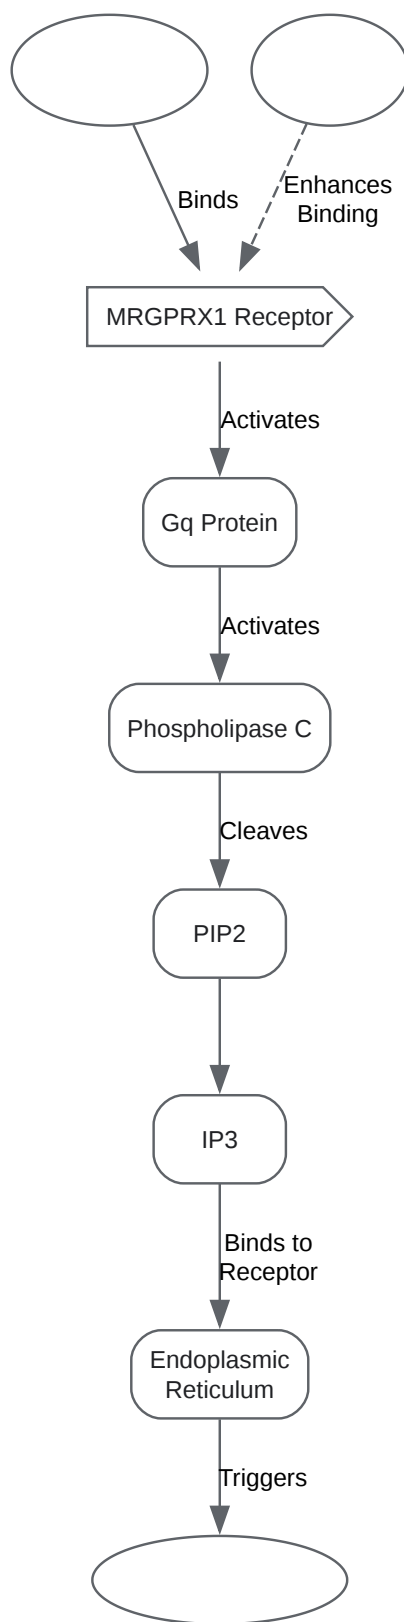 Binds
Enhances
Binding
MRGPRX1 Receptor
Activates
Gq Protein
Activates
Phospholipase C
Cleaves
PIP2
IP3
Binds to
Receptor
Endoplasmic
Reticulum
Triggers